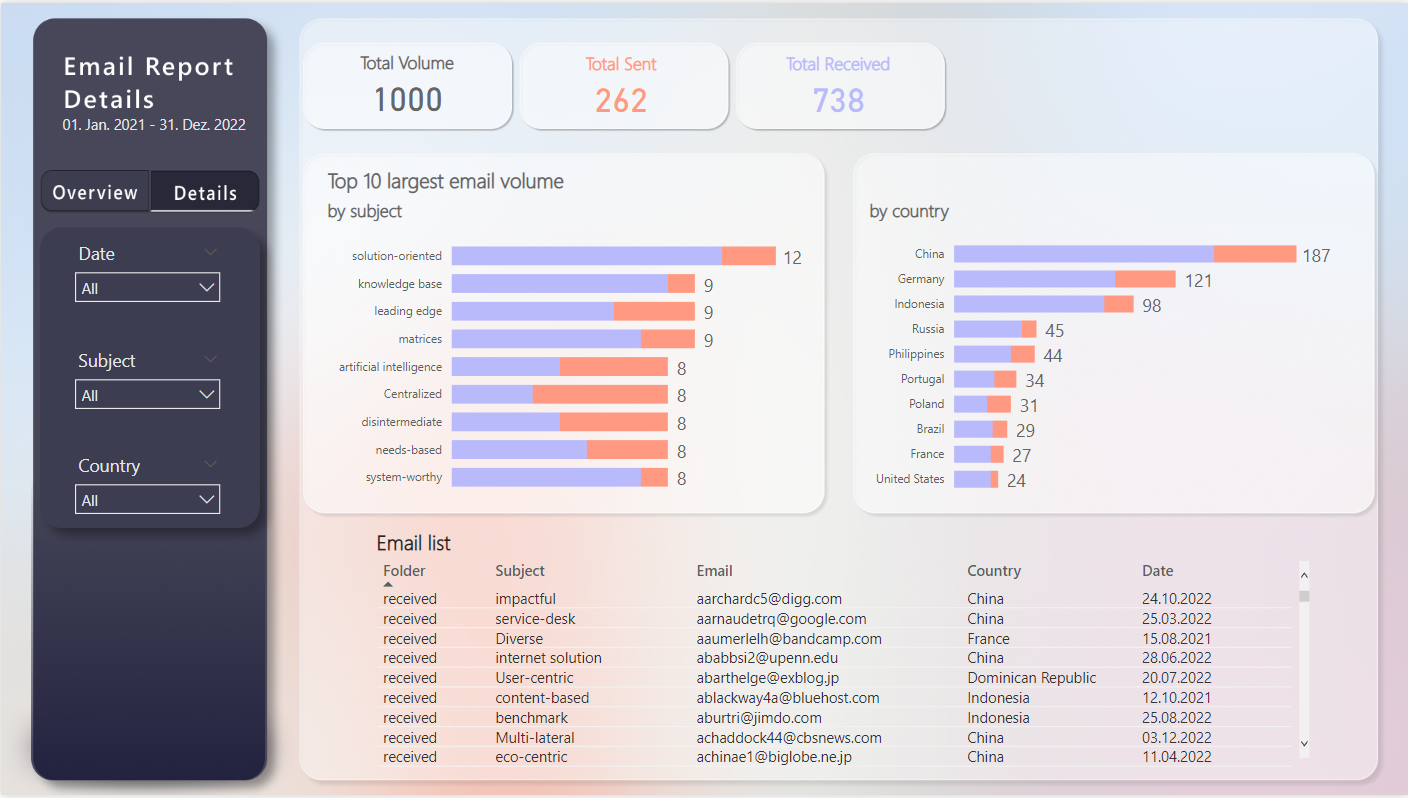 Email Report
Details
01. Jan. 2021 - 31. Dez. 2022
Overview
Details
Date
All
Subject
All
Country
All
Total Volume
1000
Total Sent
262
Total Received
738
Top 10 largest email volume
by subject
solution-oriented 12
knowledge base 9
leading edge 9
matrices 9
artificial intelligence 8
Centralized 8
disintermediate 8
needs-based 8
system-worthy 8
by country
China 187
Germany 121
Indonesia 98
Russia 45
Philippines 44
Portugal 34
Poland 31
Brazil 29
France 27
United States 24
Email list
Folder Subject Email Country Date
received impactful aarchardc5@digg.com China 24.10.2022
received service-desk aarnaudetrq@google.com China 25.03.2022
received Diverse aaumerlelh@bandcamp.com France 15.08.2021
received internet solution ababbsi2@upenn.edu China 28.06.2022
received User-centric abarthelge@exblog.jp Dominican Republic 20.07.2022
received content-based ablackway4a@bluehost.com Indonesia 12.10.2021
received benchmark aburtri@jimdo.com Indonesia 25.08.2022
received Multi-lateral achaddock44@cbsnews.com China 03.12.2022
received eco-centric achinae1@biglobe.ne.jp China 11.04.2022